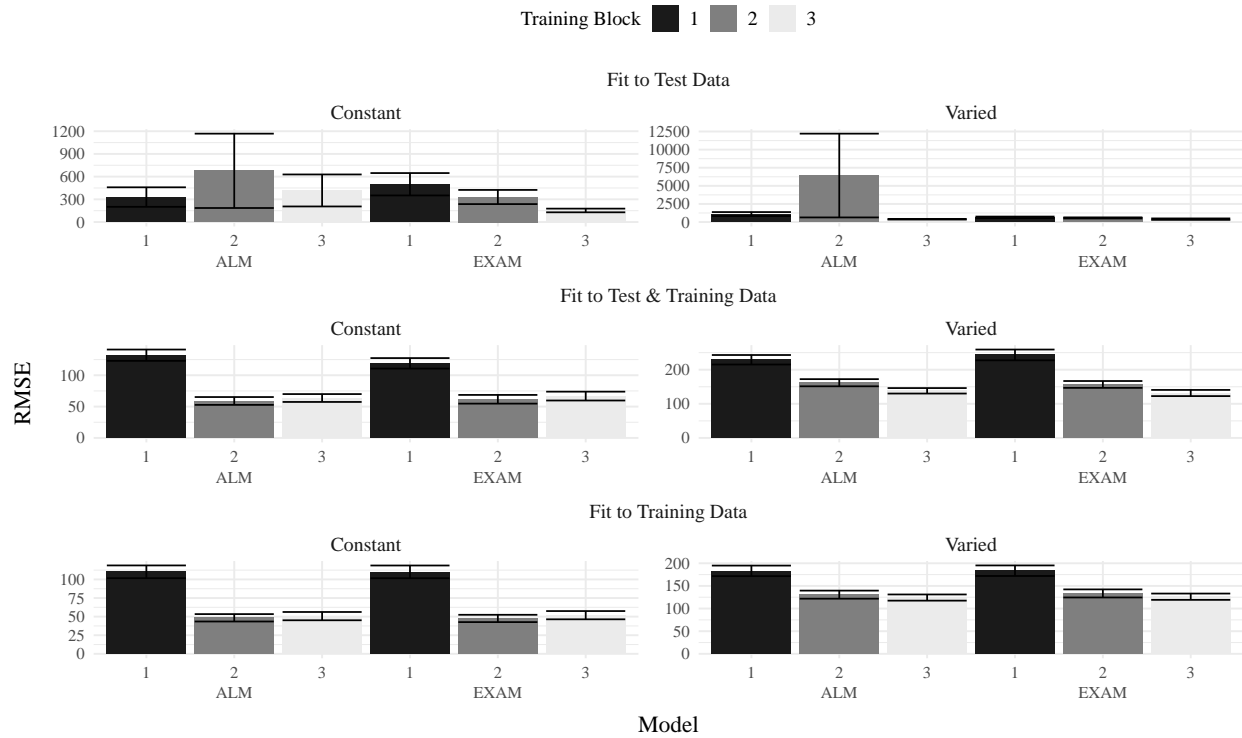 Training Block 1 2 3
Fit to Test Data
Constant
Varied
1200
900
600
300
0
12500
10000
7500
5000
2500
0
1 2 3 1 2 3
ALM EXAM
1 2 3 1 2 3
ALM EXAM
Fit to Test & Training Data
Constant
Varied
100
50
0
200
100
0
1 2 3 1 2 3
ALM EXAM
1 2 3 1 2 3
ALM EXAM
RMSE
Fit to Training Data
Constant
Varied
100
75
50
25
0
200
150
100
50
0
1 2 3 1 2 3
ALM EXAM
1 2 3 1 2 3
ALM EXAM
Model